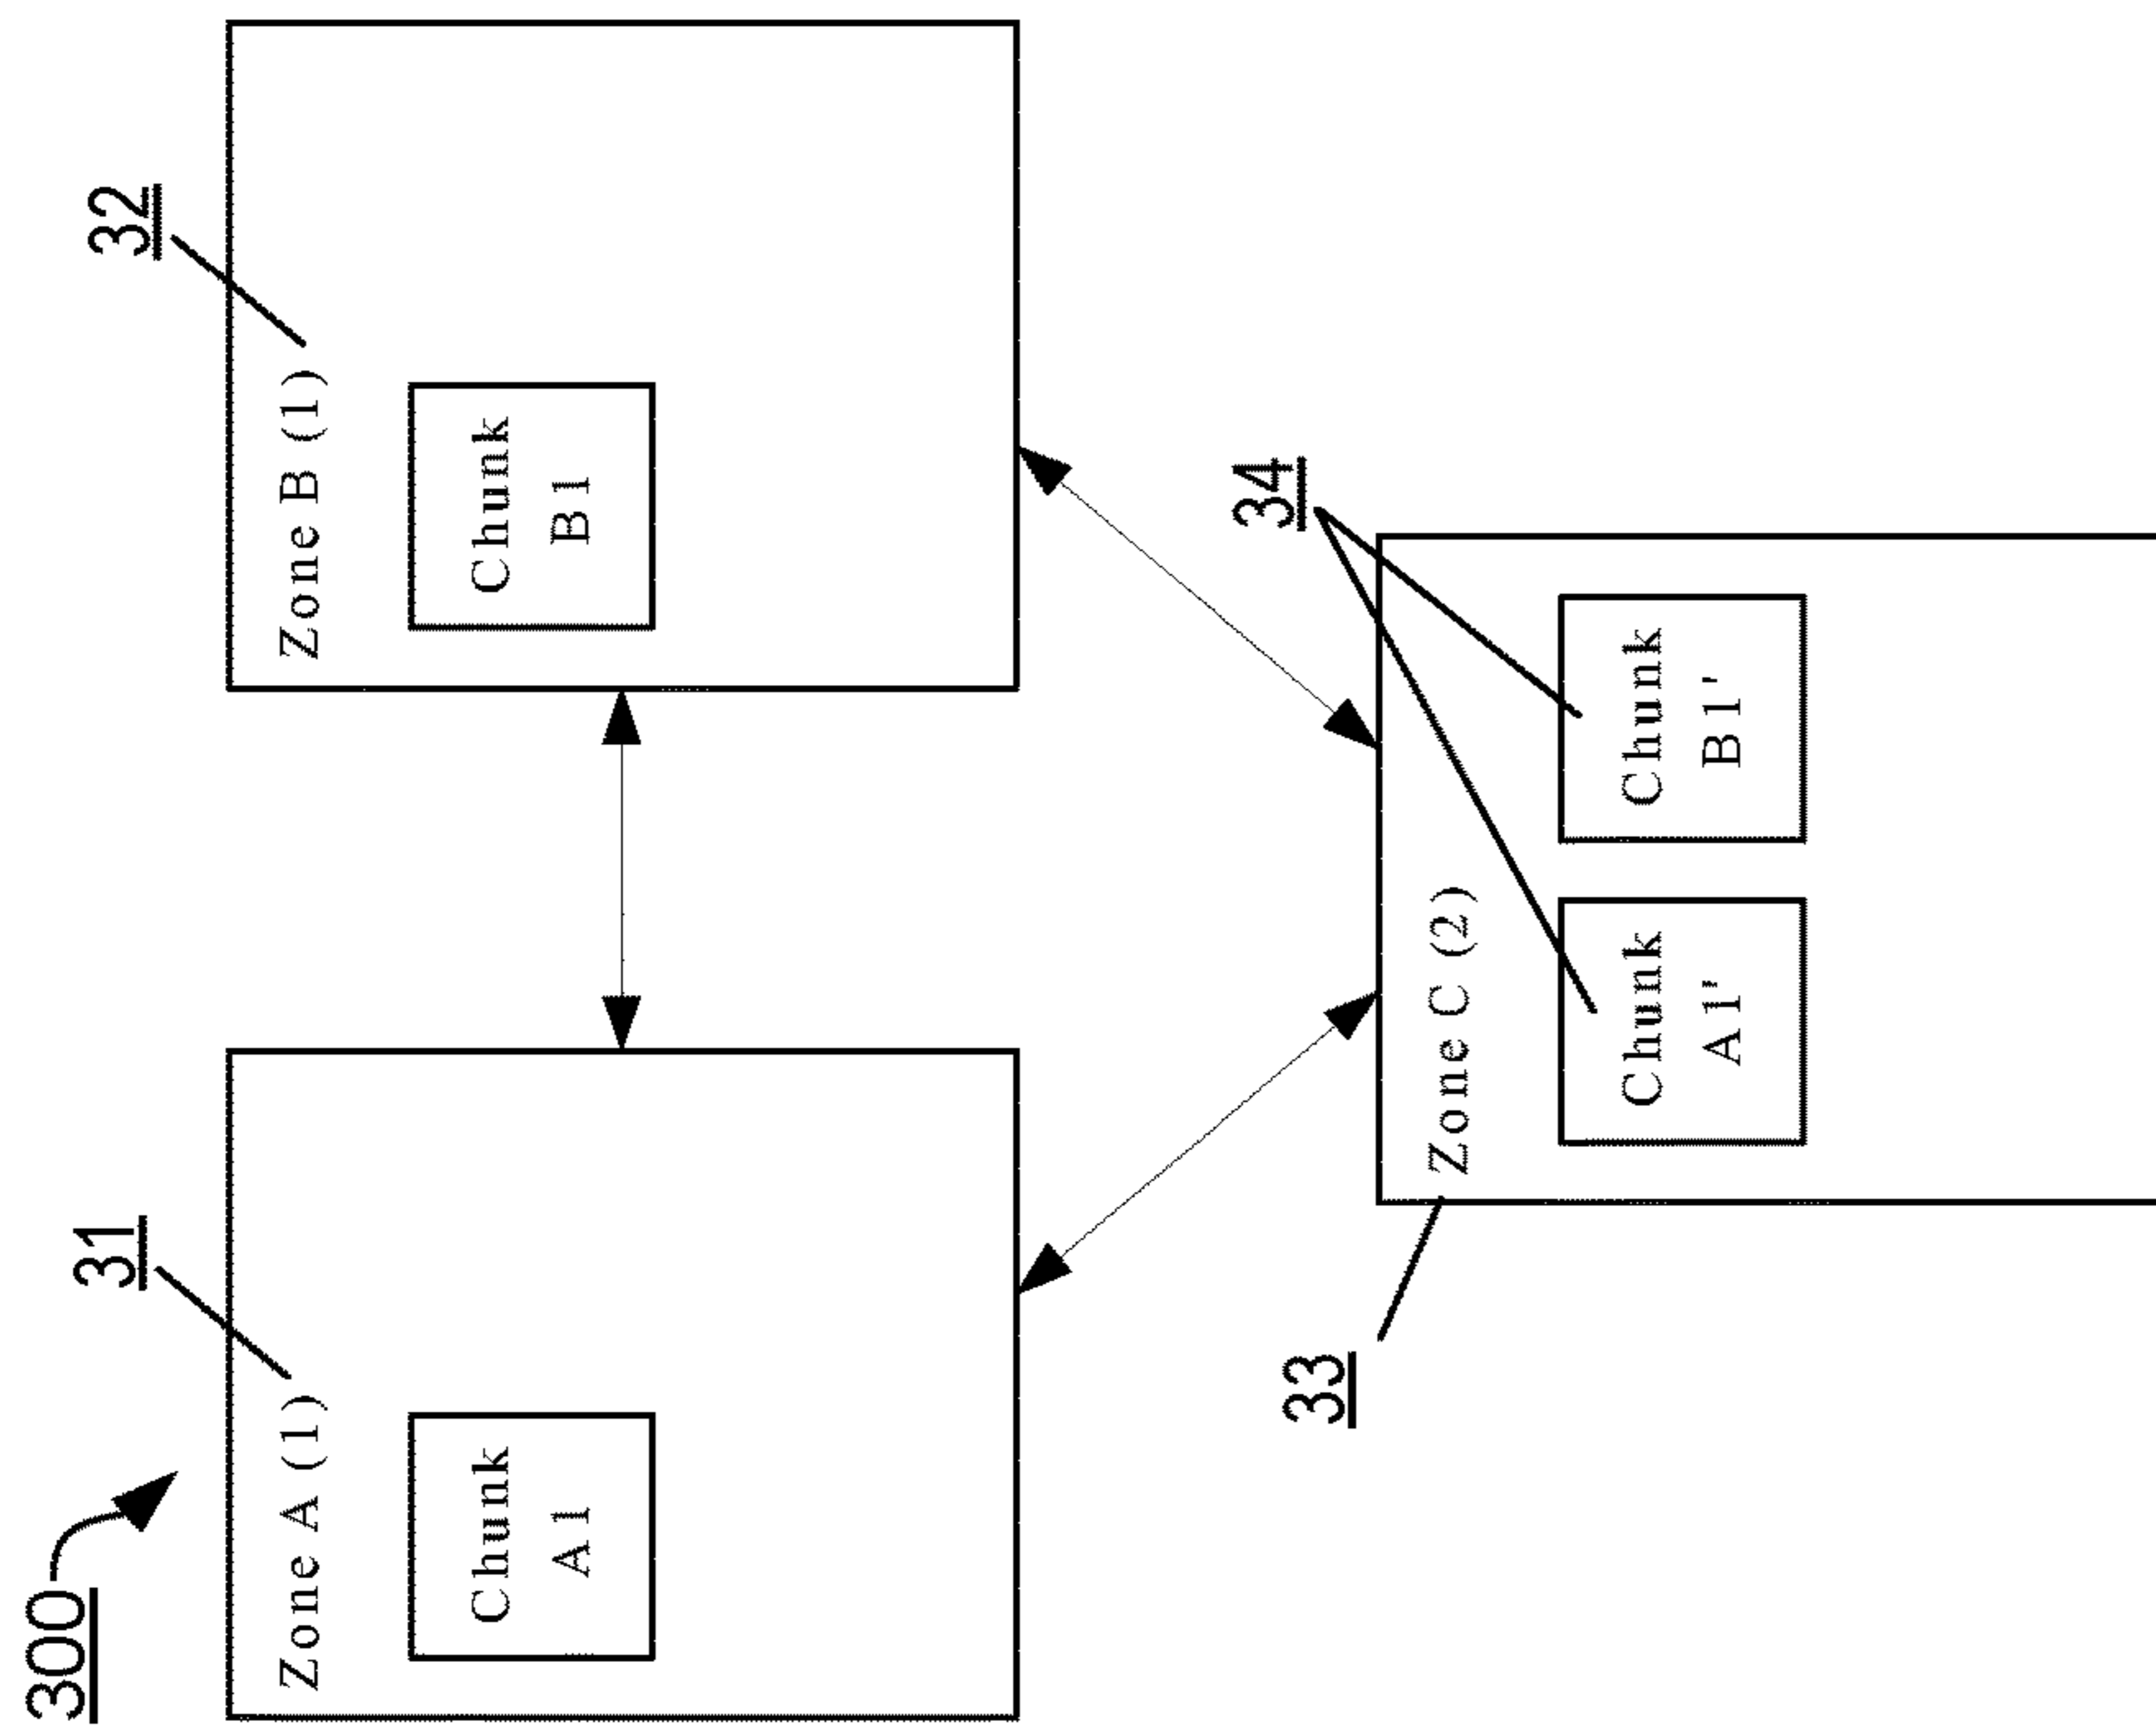 300
31
32
Zone A (1)
Chunk
A1
Zone B (1)
Chunk
B1
33
34
Zone C (2)
Chunk
A1'
Chunk
B1'